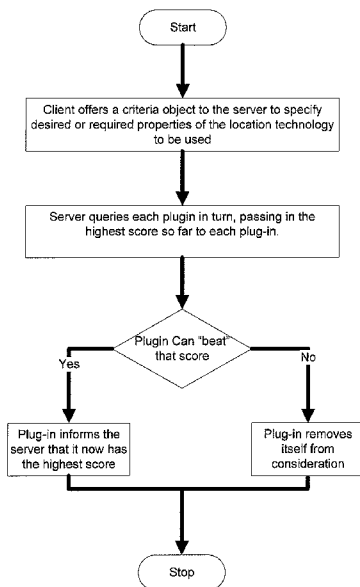 Start
Client offers a criteria object to the server to specify
desired or required properties of the location technology
to be used
Server queries each plugin in turn, passing in the
highest score so far to each plug-in.
Plugin Can "beat"
that score
Yes
No
Plug-in informs the
server that it now has
the highest score
Plug-in removes
itself from
consideration
Stop